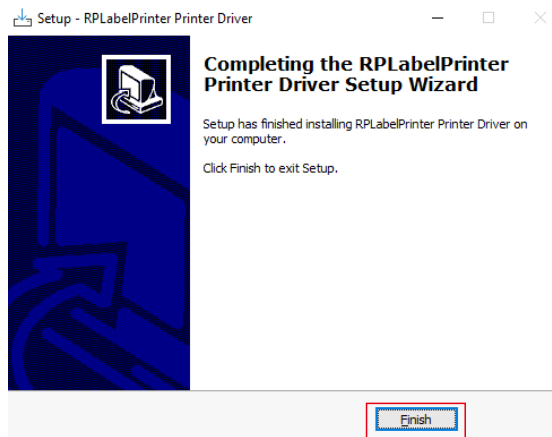 Setup - RPLabelPrinter Printer Driver
Completing the RPLabelPrinter
Printer Driver Setup Wizard
Setup has finished installing RPLabelPrinter Printer Driver on
your computer.
Click Finish to exit Setup.
Finish